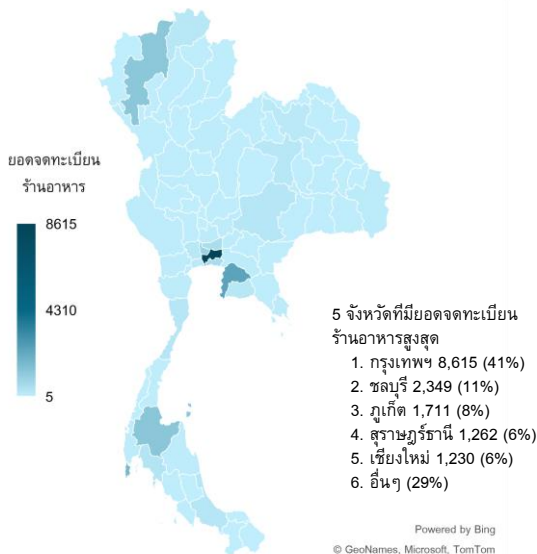 ยอดจดทะเบียน
ร้านอาหาร
8615
4310
5
5 จังหวัดที่มียอดจดทะเบียน
ร้านอาหารสูงสุด
1. กรุงเทพฯ 8,615 (41%)
2. ชลบุรี 2,349 (11%)
3. ภูเก็ต 1,711 (8%)
4. สุราษฎร์ธานี 1,262 (6%)
5. เชียงใหม่ 1,230 (6%)
6. อื่นๆ (29%)
Powered by Bing
© GeoNames, Microsoft, TomTom